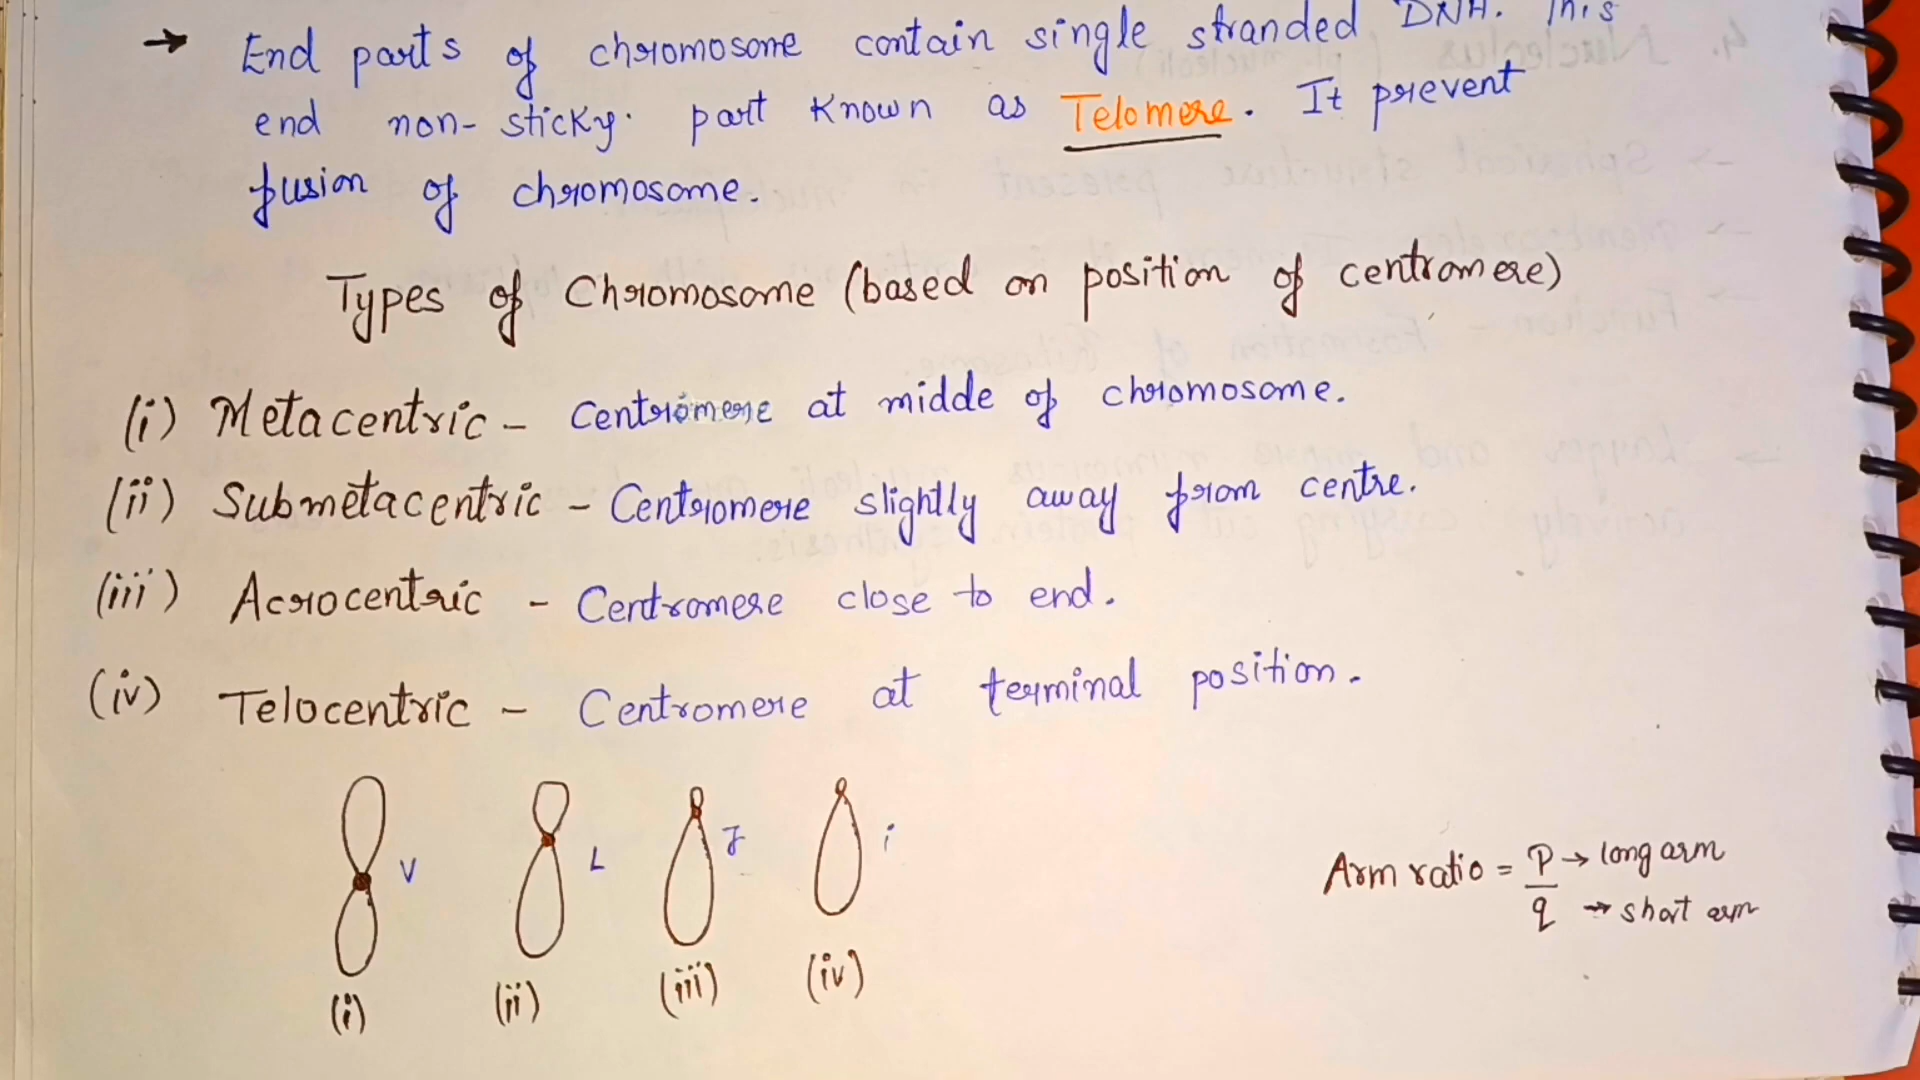 → End parts of chromosome contain single stranded DNA. This
end non-sticky. part known as Telomere. It prevent
fusion of chromosome.
Types of Chromosome (based on position of centromere)
(i) Metacentric - Centromere at midde of chromosome.
(ii) Submetacentric - Centromere slightly away from centre.
(iii) Acrocentric - Centromere close to end.
(iv) Telocentric - Centromere at terminal position.
V L J i
(i) (ii) (iii) (iv)
Arm ratio = p → long arm
q → short arm